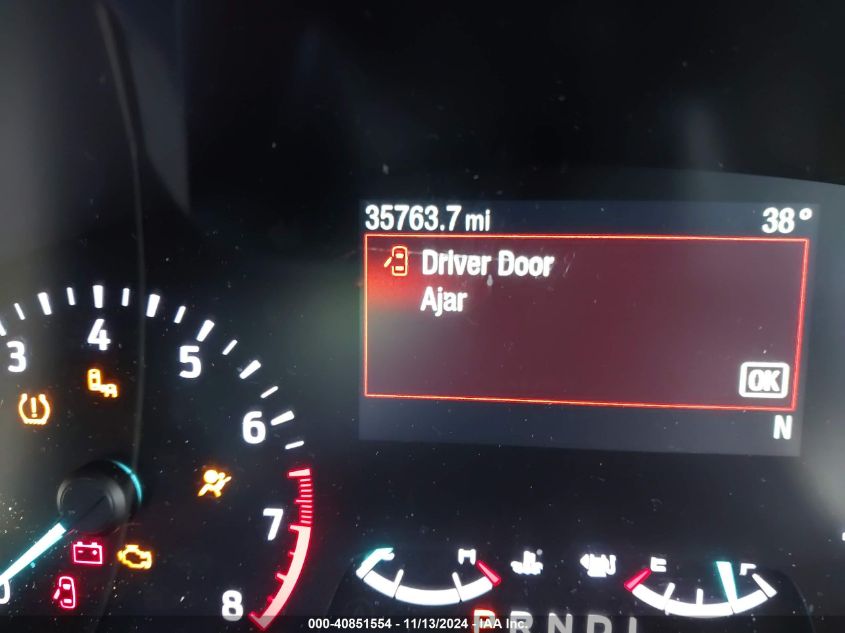 35763.7 mi 38°
Driver Door
Ajar
OK
N
3 4 5 6 7 8
C H E F
P R N D L
000-40851554 - 11/13/2024 - IAA Inc.